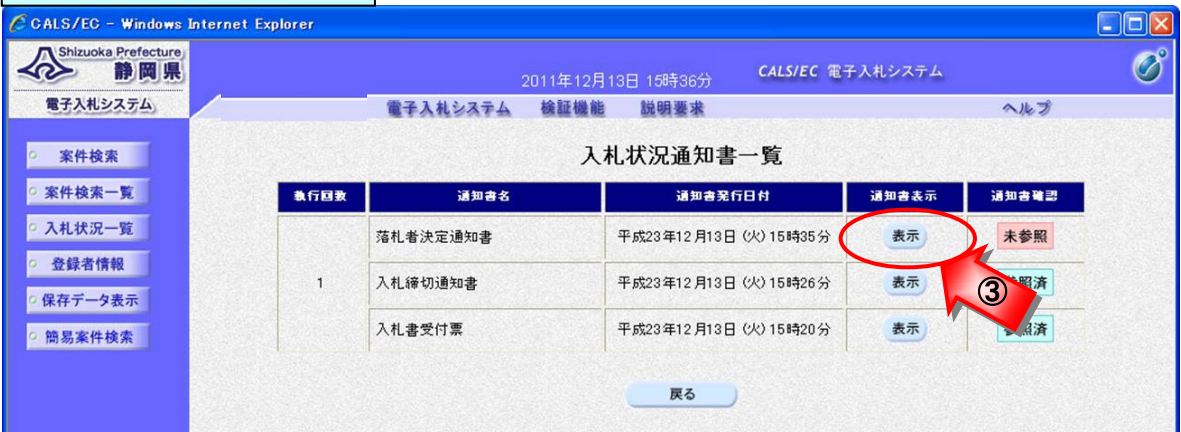 CALS/EC - Windows Internet Explorer
Shizuoka Prefecture
静岡県
電子入札システム
2011年12月13日 15時36分
CALS/EC 電子入札システム
電子入札システム 検証機能 説明要求 ヘルプ
案件検索
案件検索一覧
入札状況一覧
登録者情報
保存データ表示
簡易案件検索
入札状況通知書一覧
執行回数 通知書名 通知書発行日付 通知書表示 通知書確認
落札者決定通知書 平成23年12月13日 (火) 15時35分 表示 未参照
1 入札締切通知書 平成23年12月13日 (火) 15時26分 表示 照済
入札書受付票 平成23年12月13日 (火) 15時20分 表示 照済
③
戻る